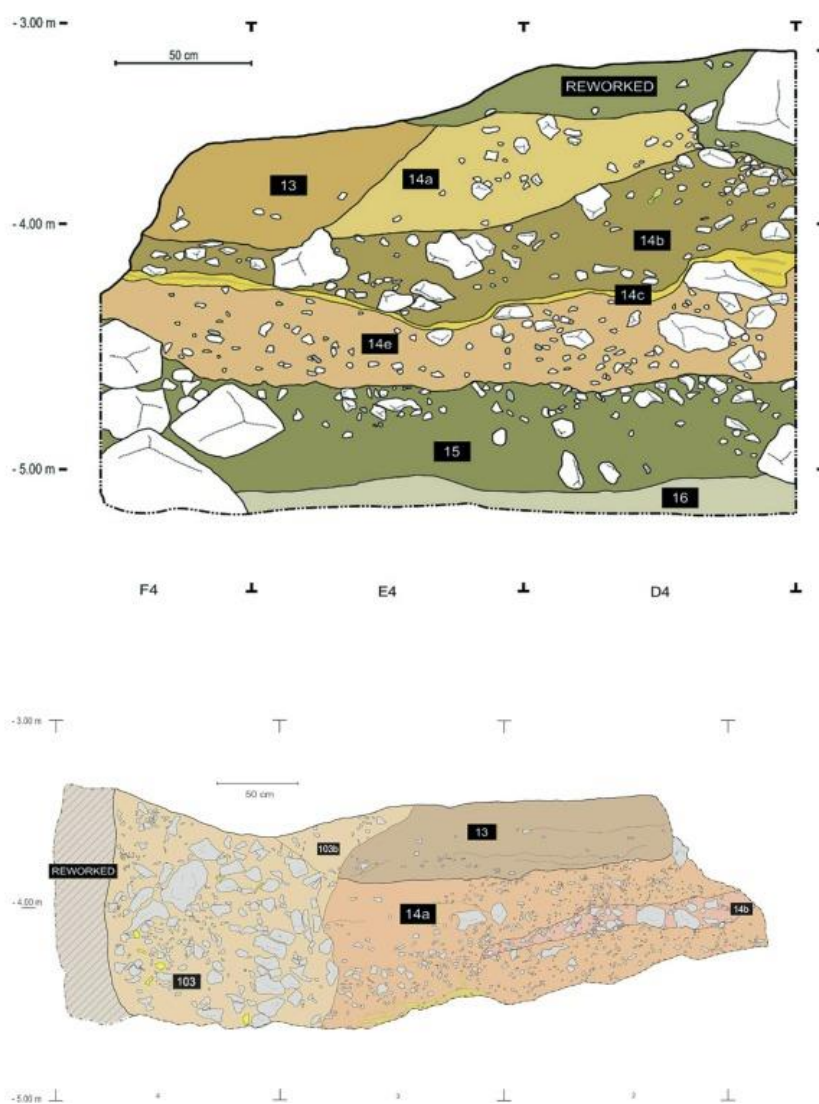 - 3.00 m
50 cm
REWORKED
13
14a
- 4.00 m
14b
14c
14e
15
- 5.00 m
16
F4 E4 D4
- 3.00 m
50 cm
103b
13
REWORKED
- 4.00 m
14a
14b
103
- 5.00 m
4 3 2